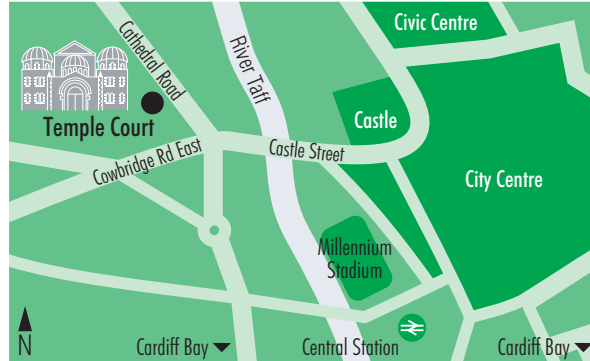 Civic Centre
Cathedral Road
River Taff
Temple Court
Castle
Cowbridge Rd East
Castle Street
City Centre
Millennium
Stadium
N
Cardiff Bay
Central Station
Cardiff Bay